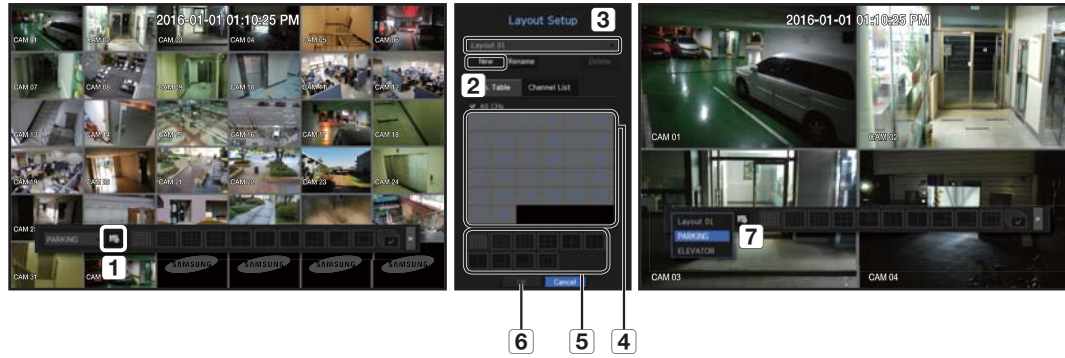 2016-01-01 01:10:25 PM
CAM 01
CAM 02
CAM 03
CAM 04
CAM 05
CAM 06
CAM 07
CAM 08
CAM 09
CAM 10
CAM 11
CAM 12
CAM 13
CAM 14
CAM 15
CAM 16
CAM 17
CAM 18
CAM 19
CAM 20
CAM 21
CAM 22
CAM 23
CAM 24
CAM 2
PARKING
1
CAM 31
CAM
SAMSUNG
SAMSUNG
SAMSUNG
SAMSUNG
Layout Setup
3
Layout 01
New
Rename
Delete
2
Table
Channel List
All CHs
4
Cancel
6
5
2016-01-01 01:10:25 PM
CAM 01
CAM 02
Layout 01
PARKING
ELEVATOR
7
CAM 03
CAM 04